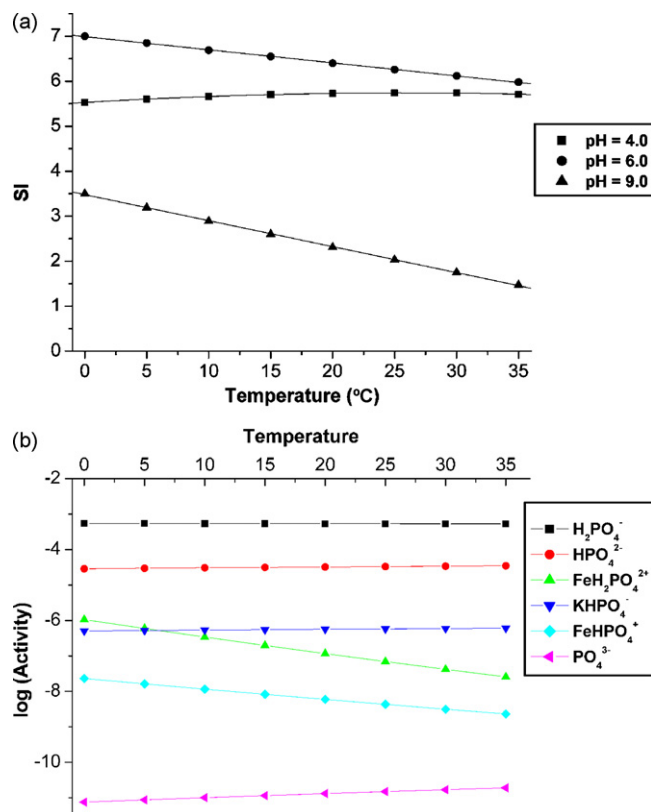 (a)
7
6
5
4
3
2
1
0
SI
0 5 10 15 20 25 30 35
Temperature (ºC)
pH = 4.0
pH = 6.0
pH = 9.0
(b)
Temperature
0 5 10 15 20 25 30 35
-2
-4
-6
-8
-10
log (Activity)
H₂PO₄⁻
HPO₄²⁻
FeH₂PO₄²⁺
KHPO₄⁻
FeHPO₄⁺
PO₄³⁻